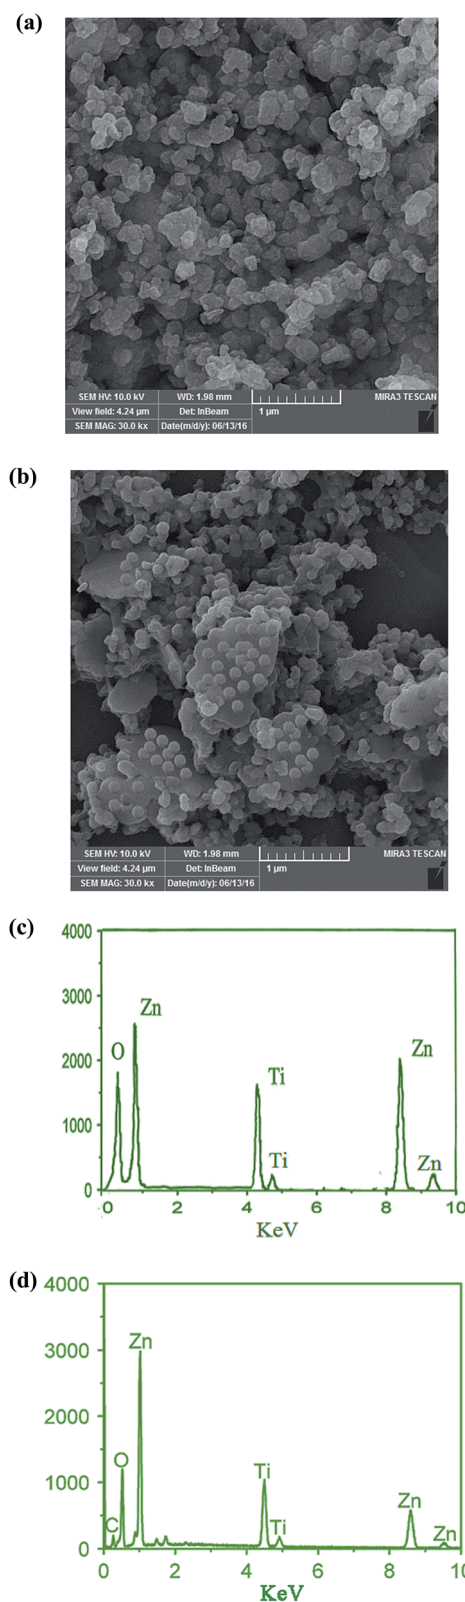 (a)
SEM HV: 10.0 kV WD: 1.98 mm MIRA3 TESCAN
View field: 4.24 µm Det: InBeam 1 µm
SEM MAG: 30.0 kx Date(m/d/y): 06/13/16
(b)
SEM HV: 10.0 kV WD: 1.98 mm MIRA3 TESCAN
View field: 4.24 µm Det: InBeam 1 µm
SEM MAG: 30.0 kx Date(m/d/y): 06/13/16
(c)
4000
3000
2000
1000
0
O
Zn
Ti
Ti
Zn
Zn
0 2 4 6 8 10
KeV
(d)
4000
3000
2000
1000
0
C
O
Zn
Ti
Ti
Zn
Zn
0 2 4 6 8 10
KeV